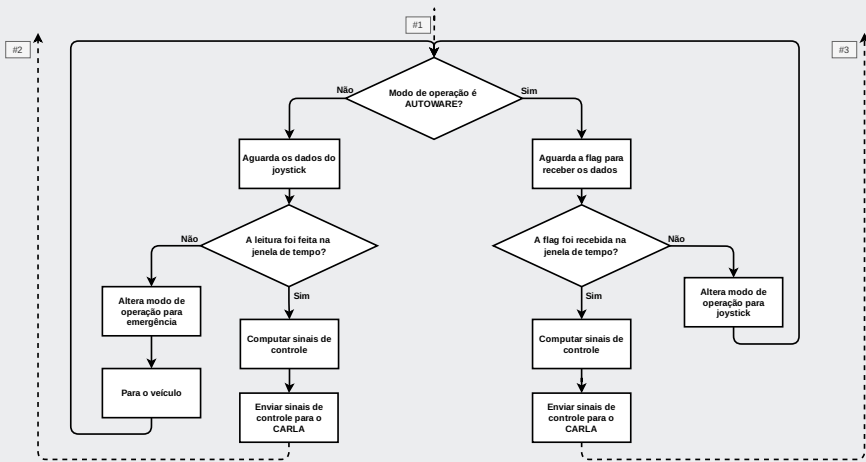 #1
#2
#3
Modo de operação é
AUTOWARE?
Não
Sim
Aguarda os dados do
joystick
Aguarda a flag para
receber os dados
A leitura foi feita na
jenela de tempo?
Não
Sim
A flag foi recebida na
jenela de tempo?
Não
Sim
Altera modo de
operação para
emergência
Altera modo de
operação para
joystick
Computar sinais de
controle
Computar sinais de
controle
Para o veículo
Enviar sinais de
controle para o
CARLA
Enviar sinais de
controle para o
CARLA